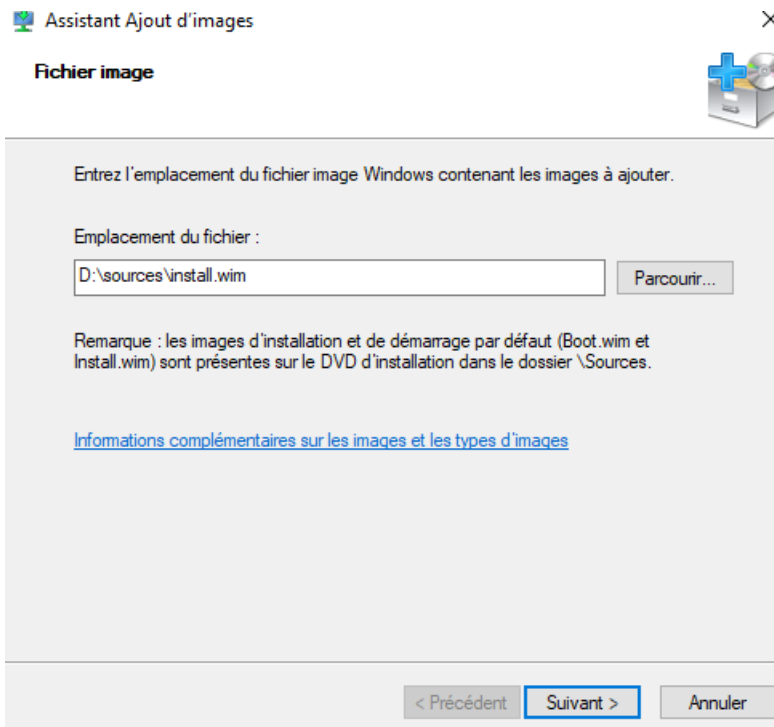 Assistant Ajout d'images
Fichier image
Entrez l'emplacement du fichier image Windows contenant les images à ajouter.
Emplacement du fichier :
D:\sources\install.wim
Parcourir...
Remarque : les images d'installation et de démarrage par défaut (Boot.wim et
Install.wim) sont présentes sur le DVD d'installation dans le dossier \Sources.
Informations complémentaires sur les images et les types d'images
< Précédent
Suivant >
Annuler